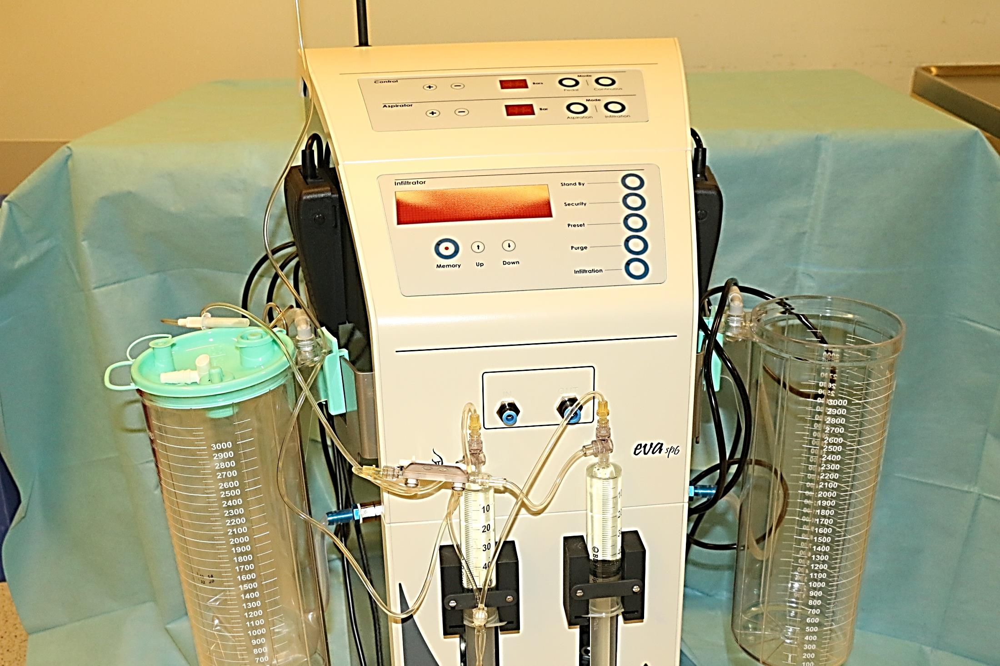 Control
Bars
Mode
Pedal
Continuous
Aspirator
Bar
Mode
Aspiration
Infiltration
Infiltrator
Stand By
Security
Preset
Purge
Infiltration
Memory
Up
Down
IN
OUT
eva sp6
3000
2900
2800
2700
2600
2500
2400
2300
2200
2100
2000
1900
1800
1700
1600
1500
1400
1300
1200
1100
1000
900
800
700
10
20
30
40
3000
2900
2800
2700
2600
2500
2400
2300
2200
2100
2000
1900
1800
1700
1600
1500
1400
1300
1200
1100
1000
900
800
700
600
500
400
300
200
100